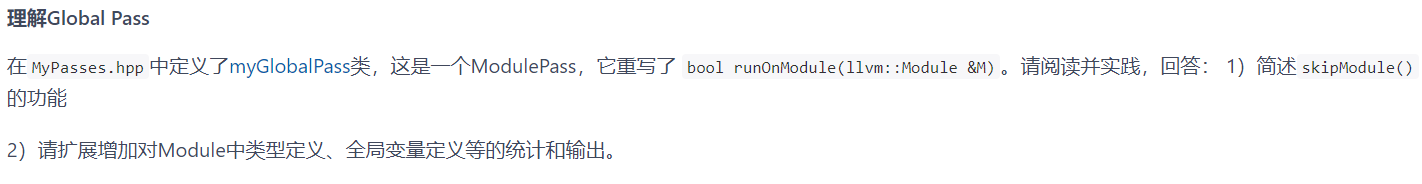 理解Global Pass
在 MyPasses.hpp 中定义了myGlobalPass类，这是一个ModulePass，它重写了 bool runOnModule(llvm::Module &M) 。请阅读并实践，回答： 1）简述 skipModule()
的功能
2）请扩展增加对Module中类型定义、全局变量定义等的统计和输出。